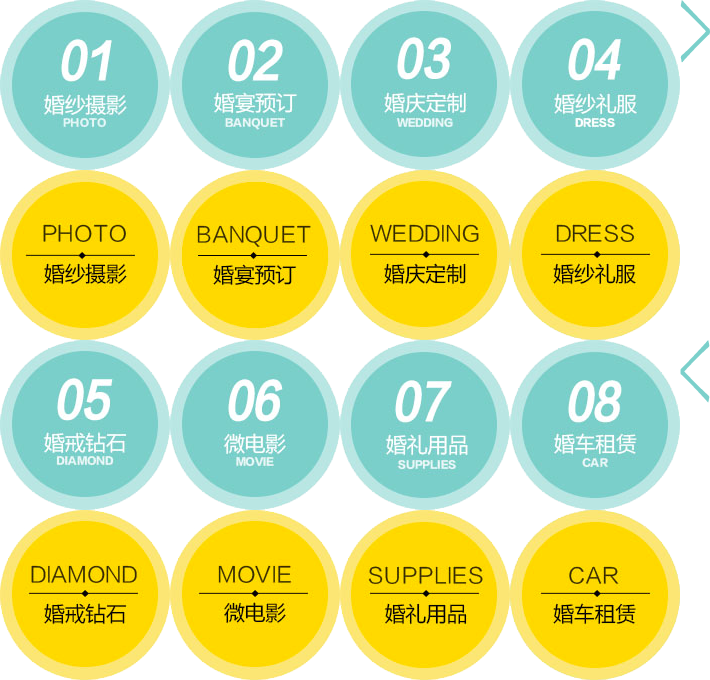 01
婚纱摄影
PHOTO
02
婚宴预订
BANQUET
03
婚庆定制
WEDDING
04
婚纱礼服
DRESS
PHOTO
婚纱摄影
BANQUET
婚宴预订
WEDDING
婚庆定制
DRESS
婚纱礼服
05
婚戒钻石
DIAMOND
06
微电影
MOVIE
07
婚礼用品
SUPPLIES
08
婚车租赁
CAR
DIAMOND
婚戒钻石
MOVIE
微电影
SUPPLIES
婚礼用品
CAR
婚车租赁